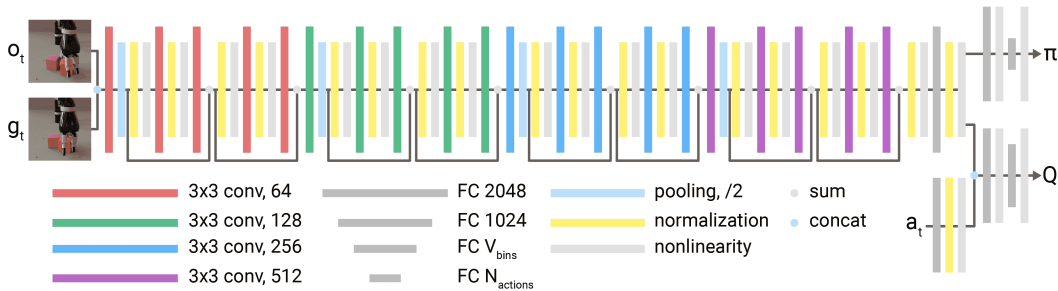 o_t
g_t
π
Q
a_t
3x3 conv, 64
FC 2048
pooling, /2
sum
3x3 conv, 128
FC 1024
normalization
concat
3x3 conv, 256
FC V_bins
nonlinearity
3x3 conv, 512
FC N_actions